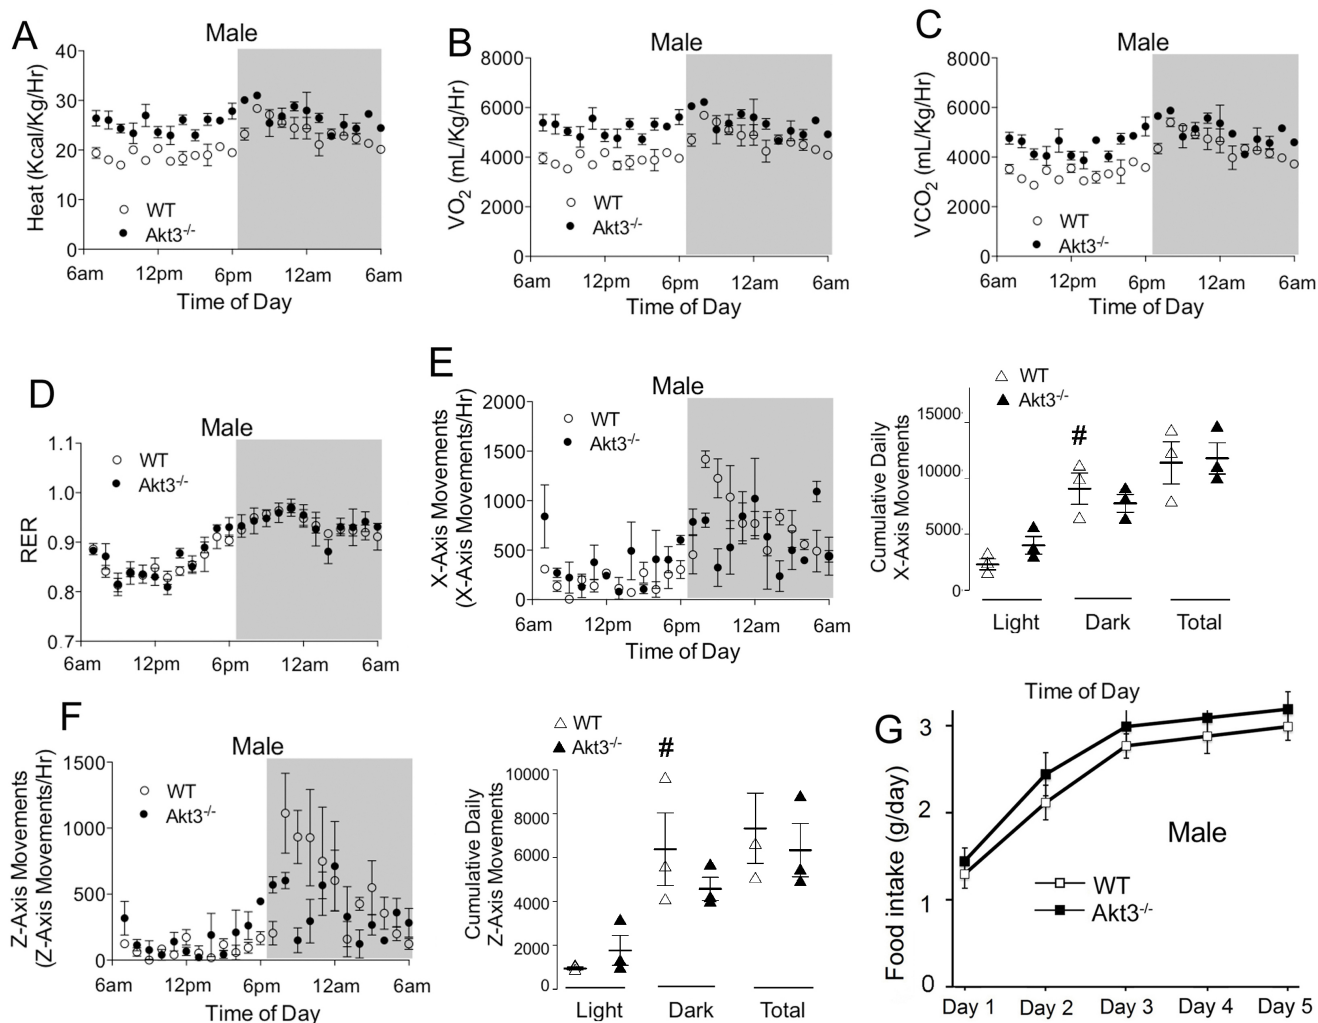 A
Male
Heat (Kcal/Kg/Hr)
40
30
20
10
0
WT
Akt3-/-
6am 12pm 6pm 12am 6am
Time of Day
B
Male
VO2 (mL/Kg/Hr)
8000
6000
4000
2000
0
WT
Akt3-/-
6am 12pm 6pm 12am 6am
Time of Day
C
Male
VCO2 (mL/Kg/Hr)
8000
6000
4000
2000
0
WT
Akt3-/-
6am 12pm 6pm 12am 6am
Time of Day
D
Male
RER
1.1
1.0
0.9
0.8
0.7
WT
Akt3-/-
6am 12pm 6pm 12am 6am
E
Male
X-Axis Movements
(X-Axis Movements/Hr)
2000
1500
1000
500
0
WT
Akt3-/-
6am 12pm 6pm 12am 6am
Time of Day
WT
Akt3-/-
Cumulative Daily
X-Axis Movements
15000
10000
5000
0
#
Light Dark Total
Time of Day
F
Male
Z-Axis Movements
(Z-Axis Movements/Hr)
1500
1000
500
0
WT
Akt3-/-
6am 12pm 6pm 12am 6am
Time of Day
WT
Akt3-/-
Cumulative Daily
Z-Axis Movements
10000
8000
6000
4000
2000
0
#
Light Dark Total
G
Food intake (g/day)
3
2
1
0
Male
WT
Akt3-/-
Day 1 Day 2 Day 3 Day 4 Day 5